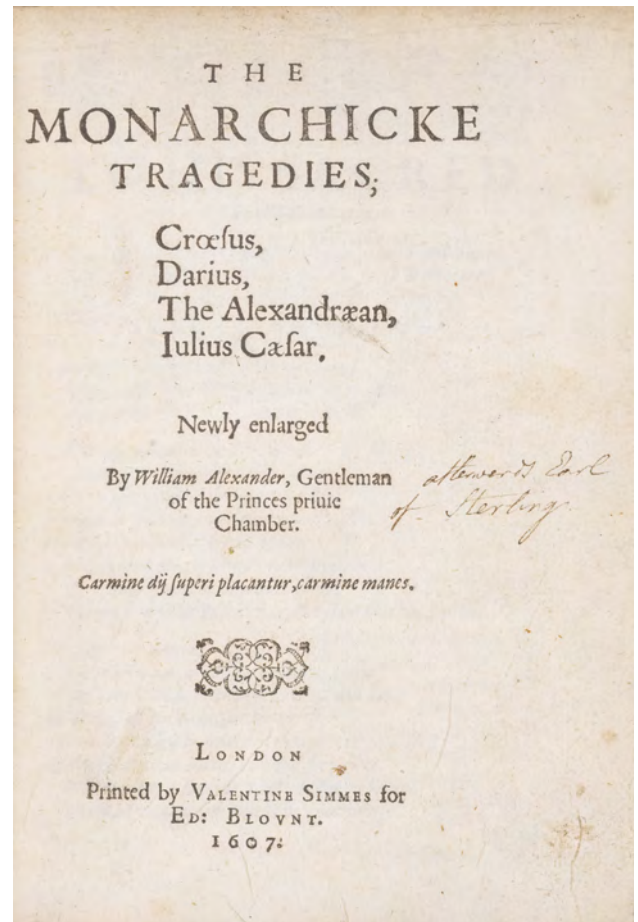 THE
MONARCHICKE
TRAGEDIES;
Crœſus,
Darius,
The Alexandræan,
Iulius Cæſar.
Newly enlarged
By William Alexander, Gentleman
of the Princes priuie
Chamber.
afterwards Earl
of Sterling.
Carmine dij ſuperi placantur, carmine manes.
LONDON
Printed by VALENTINE SIMMES for
ED: BLOVNT.
1607.